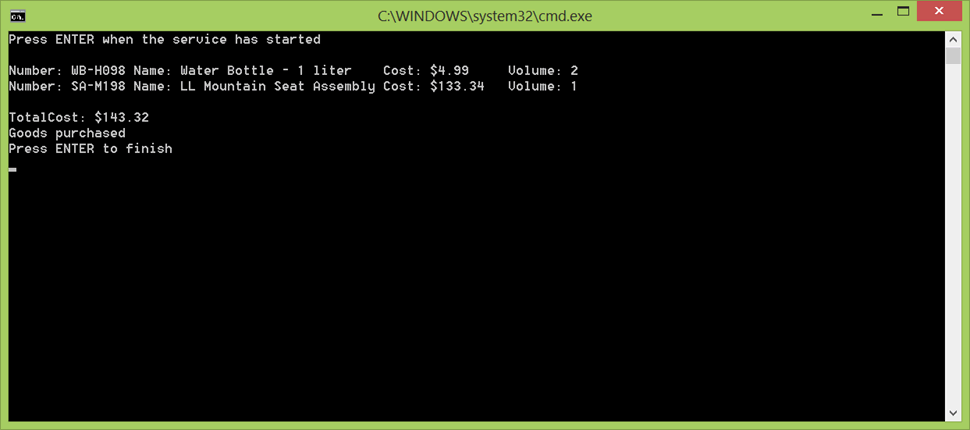 C:\WINDOWS\system32\cmd.exe
Press ENTER when the service has started
Number: WB-H098 Name: Water Bottle - 1 liter    Cost: $4.99     Volume: 2
Number: SA-M198 Name: LL Mountain Seat Assembly Cost: $133.34   Volume: 1
TotalCost: $143.32
Goods purchased
Press ENTER to finish